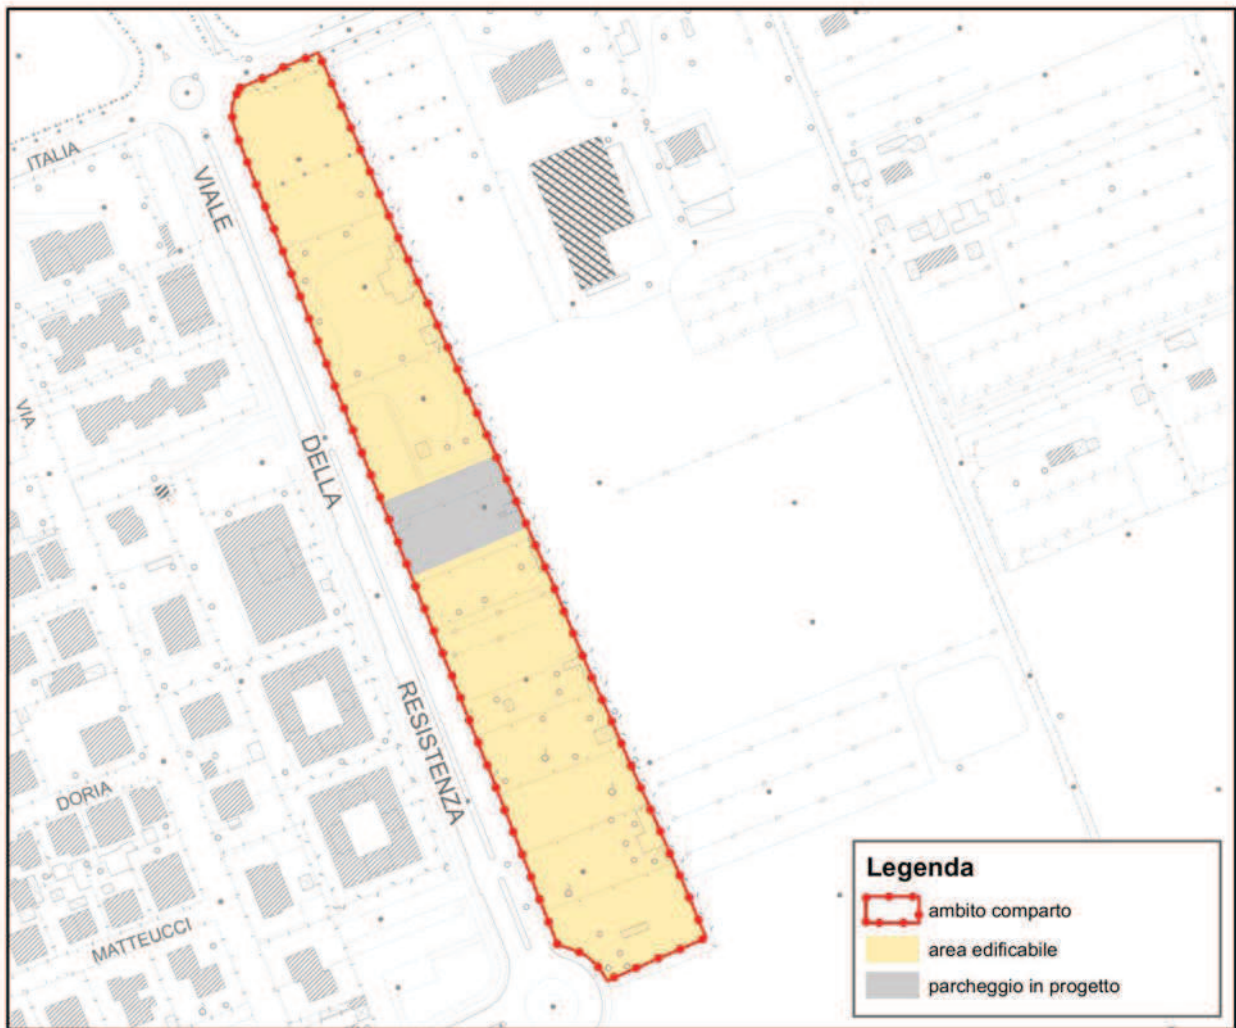 ITALIA
VIALE
VIA
DELLA
RESISTENZA
DORIA
MATTEUCCI
Legenda
ambito comparto
area edificabile
parcheggio in progetto